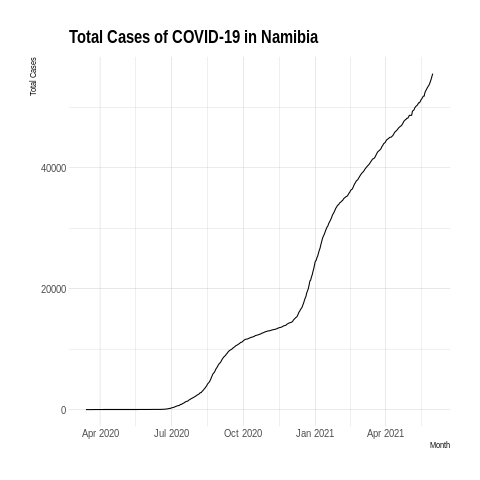 Total Cases of COVID-19 in Namibia
Total Cases
40000
20000
0
Apr 2020 Jul 2020 Oct 2020 Jan 2021 Apr 2021
Month